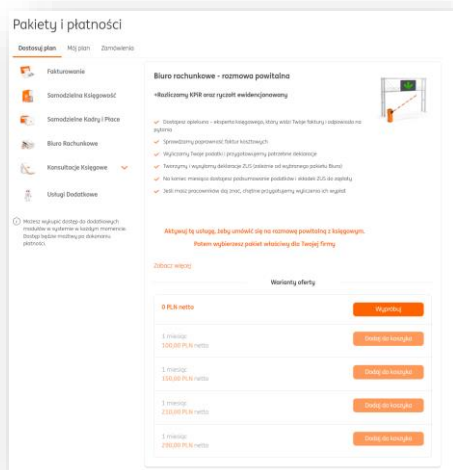 Pakiety i płatności
Dostosuj plan Mój plan Zamówienia
Fakturowanie
Samodzielna Księgowość
Samodzielne Kadry i Płace
Biuro Rachunkowe
Konsultacje Księgowe
Usługi Dodatkowe
Możesz wykupić dostęp do dodatkowych
modułów w systemie w każdym momencie.
Dostęp będzie możliwy po dokonaniu
płatności.
Biuro rachunkowe - rozmowa powitalna
*Rozliczamy KPIR oraz ryczałt ewidencjonowany
Dostajesz opiekuna – eksperta księgowego, który widzi Twoje faktury i odpowiada na
pytania
Sprawdzamy poprawność faktur kosztowych
Wyliczamy Twoje podatki i przygotowujemy potrzebne deklaracje
Tworzymy i wysyłamy deklaracje ZUS (zależnie od wybranego pakietu Biura)
Na koniec miesiąca dostajesz podsumowanie podatków i składek ZUS do zapłaty
Jeśli masz pracowników daj znać, chętnie przygotujemy wyliczenia ich wypłat
Aktywuj tę usługę, żeby umówić się na rozmowę powitalną z księgowym.
Potem wybierzesz pakiet właściwy dla Twojej firmy
Zobacz więcej
Warianty oferty
0 PLN netto Wypróbuj
1 miesiąc
100,00 PLN netto Dodaj do koszyka
1 miesiąc
150,00 PLN netto Dodaj do koszyka
1 miesiąc
210,00 PLN netto Dodaj do koszyka
1 miesiąc
290,00 PLN netto Dodaj do koszyka